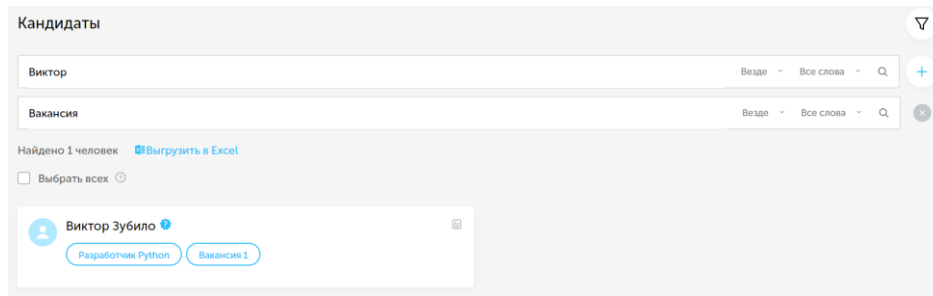 Кандидаты
Виктор Везде Все слова
Вакансия Везде Все слова
Найдено 1 человек Выгрузить в Excel
Выбрать всех
Виктор Зубило
Разработчик Python Вакансия 1